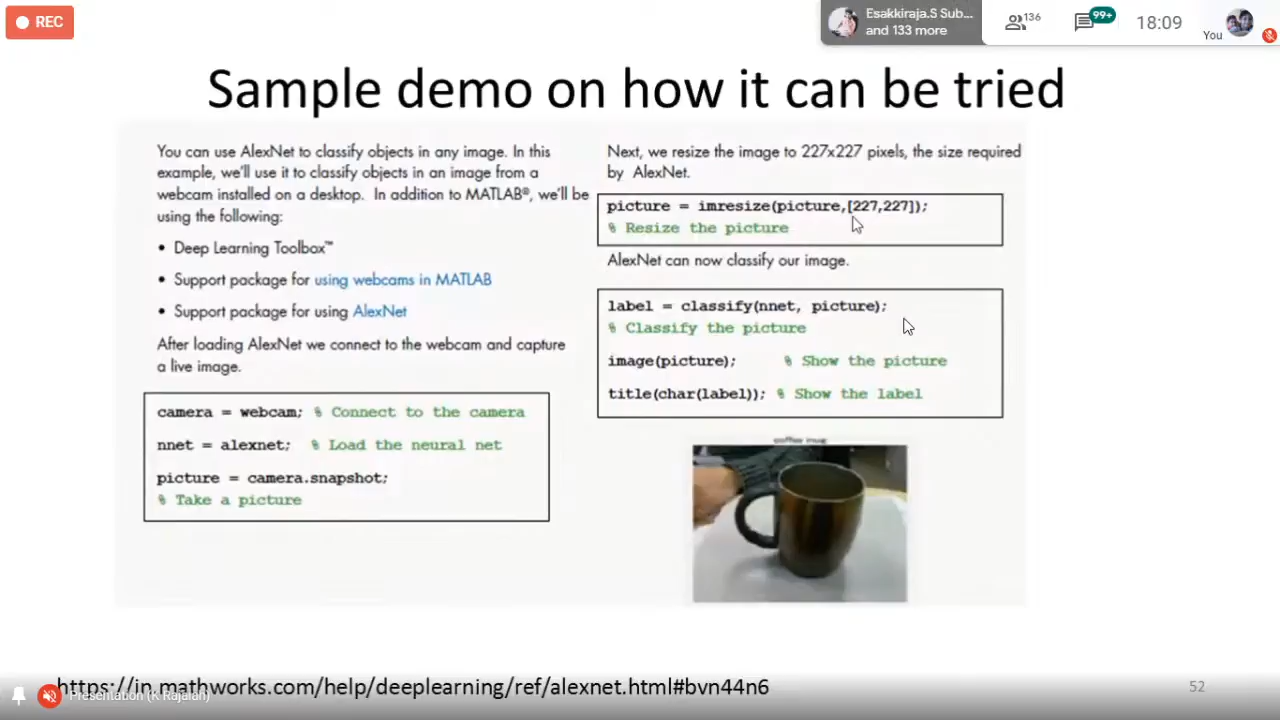 REC
Esakkiraja.S Sub...
and 133 more
136
99+
18:09
You
Sample demo on how it can be tried
You can use AlexNet to classify objects in any image. In this
example, we'll use it to classify objects in an image from a
webcam installed on a desktop. In addition to MATLAB®, we'll be
using the following:
• Deep Learning Toolbox™
• Support package for using webcams in MATLAB
• Support package for using AlexNet
After loading AlexNet we connect to the webcam and capture
a live image.
camera = webcam; % Connect to the camera
nnet = alexnet; % Load the neural net
picture = camera.snapshot;
% Take a picture
Next, we resize the image to 227x227 pixels, the size required
by AlexNet.
picture = imresize(picture,[227,227]);
% Resize the picture
AlexNet can now classify our image.
label = classify(nnet, picture);
% Classify the picture
image(picture); % Show the picture
title(char(label)); % Show the label
coffee mug
https://in.mathworks.com/help/deeplearning/ref/alexnet.html#bvn44n6
Presentation (K Rajalah)
52